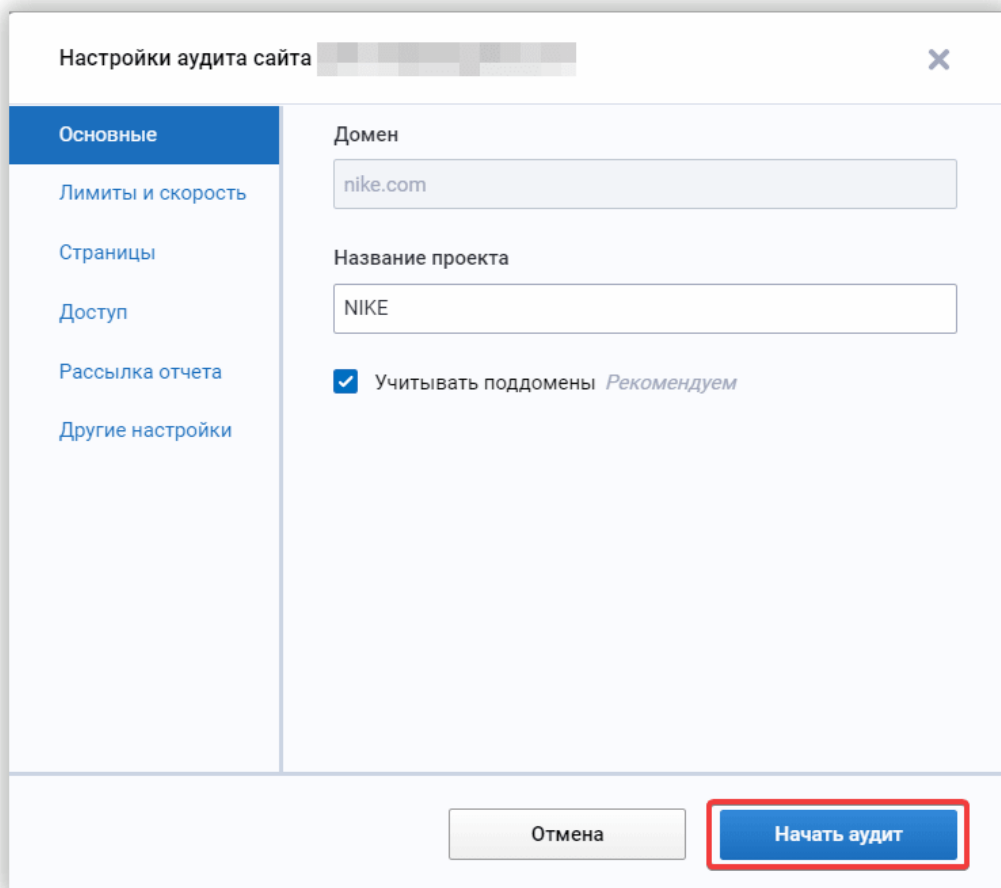 Настройки аудита сайта
Основные
Лимиты и скорость
Страницы
Доступ
Рассылка отчета
Другие настройки
Домен
nike.com
Название проекта
NIKE
Учитывать поддомены Рекомендуем
Отмена
Начать аудит